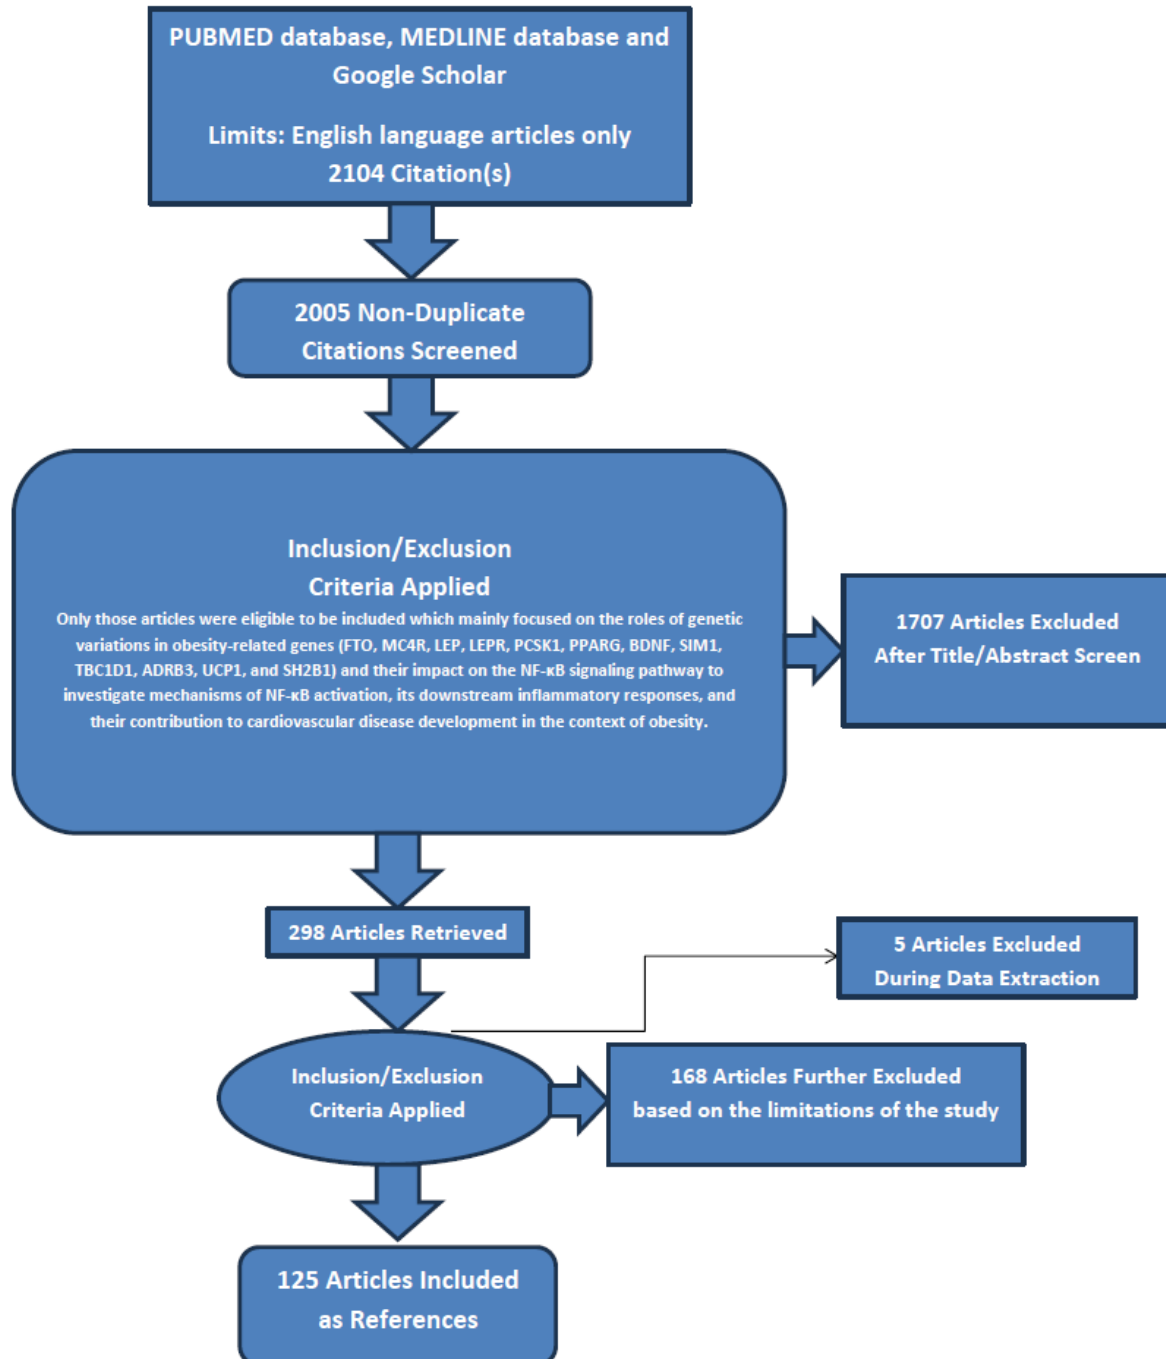 PUBMED database, MEDLINE database and
Google Scholar
Limits: English language articles only
2104 Citation(s)
2005 Non-Duplicate
Citations Screened
Inclusion/Exclusion
Criteria Applied
Only those articles were eligible to be included which mainly focused on the roles of genetic
variations in obesity-related genes (FTO, MC4R, LEP, LEPR, PCSK1, PPARG, BDNF, SIM1,
TBC1D1, ADRB3, UCP1, and SH2B1) and their impact on the NF-κB signaling pathway to
investigate mechanisms of NF-κB activation, its downstream inflammatory responses, and
their contribution to cardiovascular disease development in the context of obesity.
1707 Articles Excluded
After Title/Abstract Screen
298 Articles Retrieved
5 Articles Excluded
During Data Extraction
Inclusion/Exclusion
Criteria Applied
168 Articles Further Excluded
based on the limitations of the study
125 Articles Included
as References